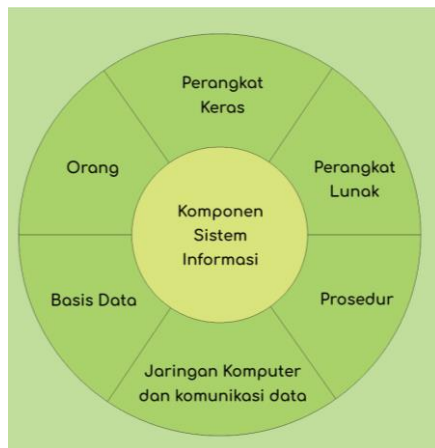 Perangkat
Keras
Orang
Perangkat
Lunak
Komponen
Sistem
Informasi
Basis Data
Prosedur
Jaringan Komputer
dan komunikasi data